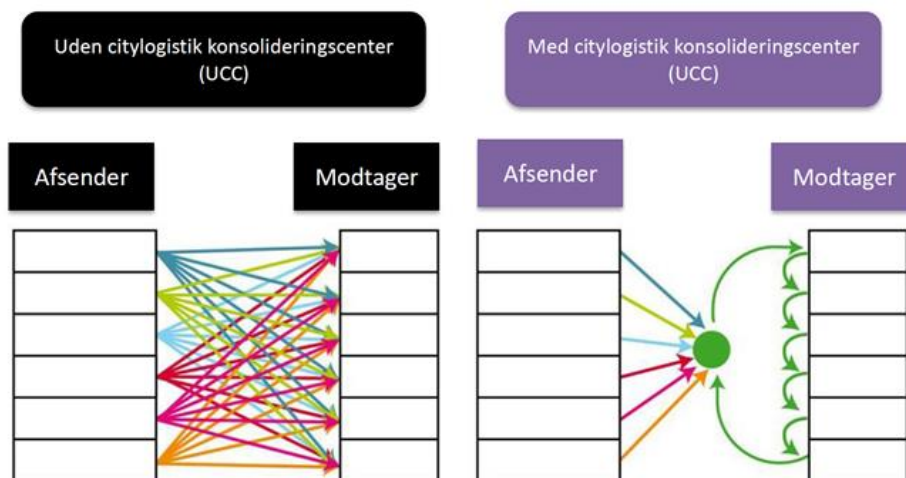 Uden citylogistik konsolideringscenter
(UCC)
Med citylogistik konsolideringscenter
(UCC)
Afsender
Modtager
Afsender
Modtager